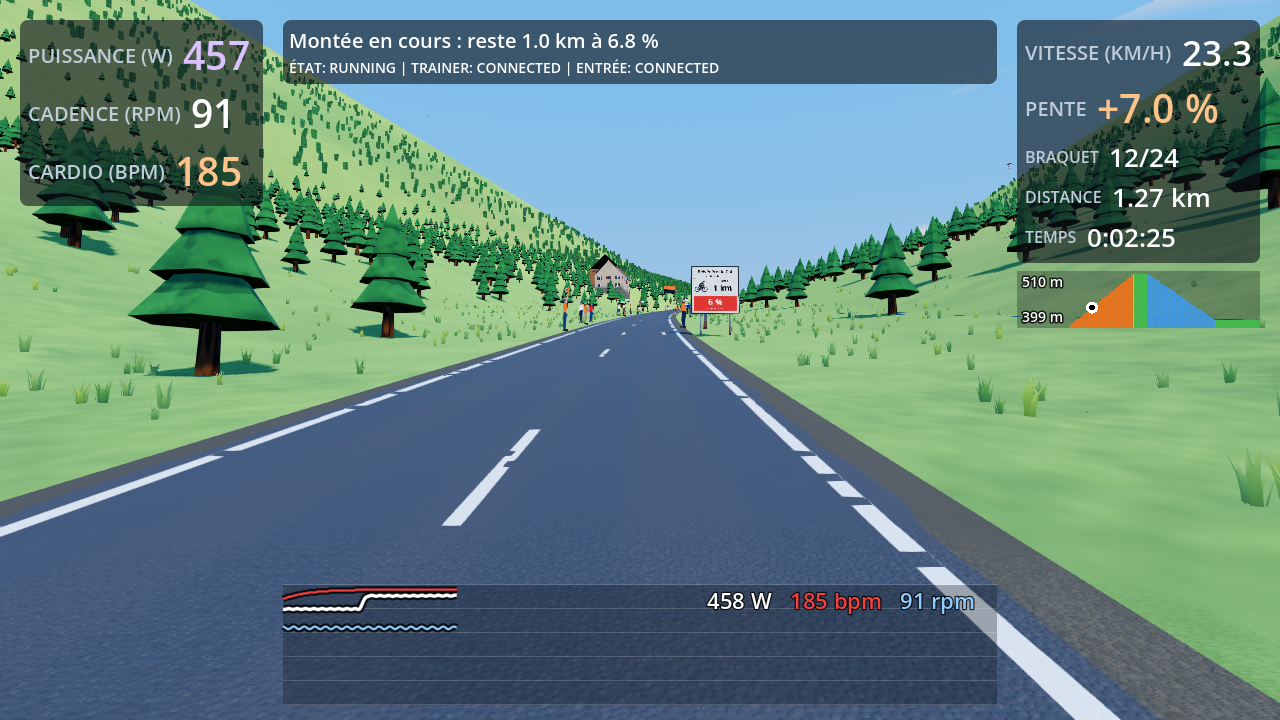 PUISSANCE (W) 457
CADENCE (RPM) 91
CARDIO (BPM) 185
Montée en cours : reste 1.0 km à 6.8 %
ÉTAT: RUNNING | TRAINER: CONNECTED | ENTRÉE: CONNECTED
VITESSE (KM/H) 23.3
PENTE +7.0 %
BRAQUET 12/24
DISTANCE 1.27 km
TEMPS 0:02:25
510 m
399 m
1 km
6 %
458 W 185 bpm 91 rpm